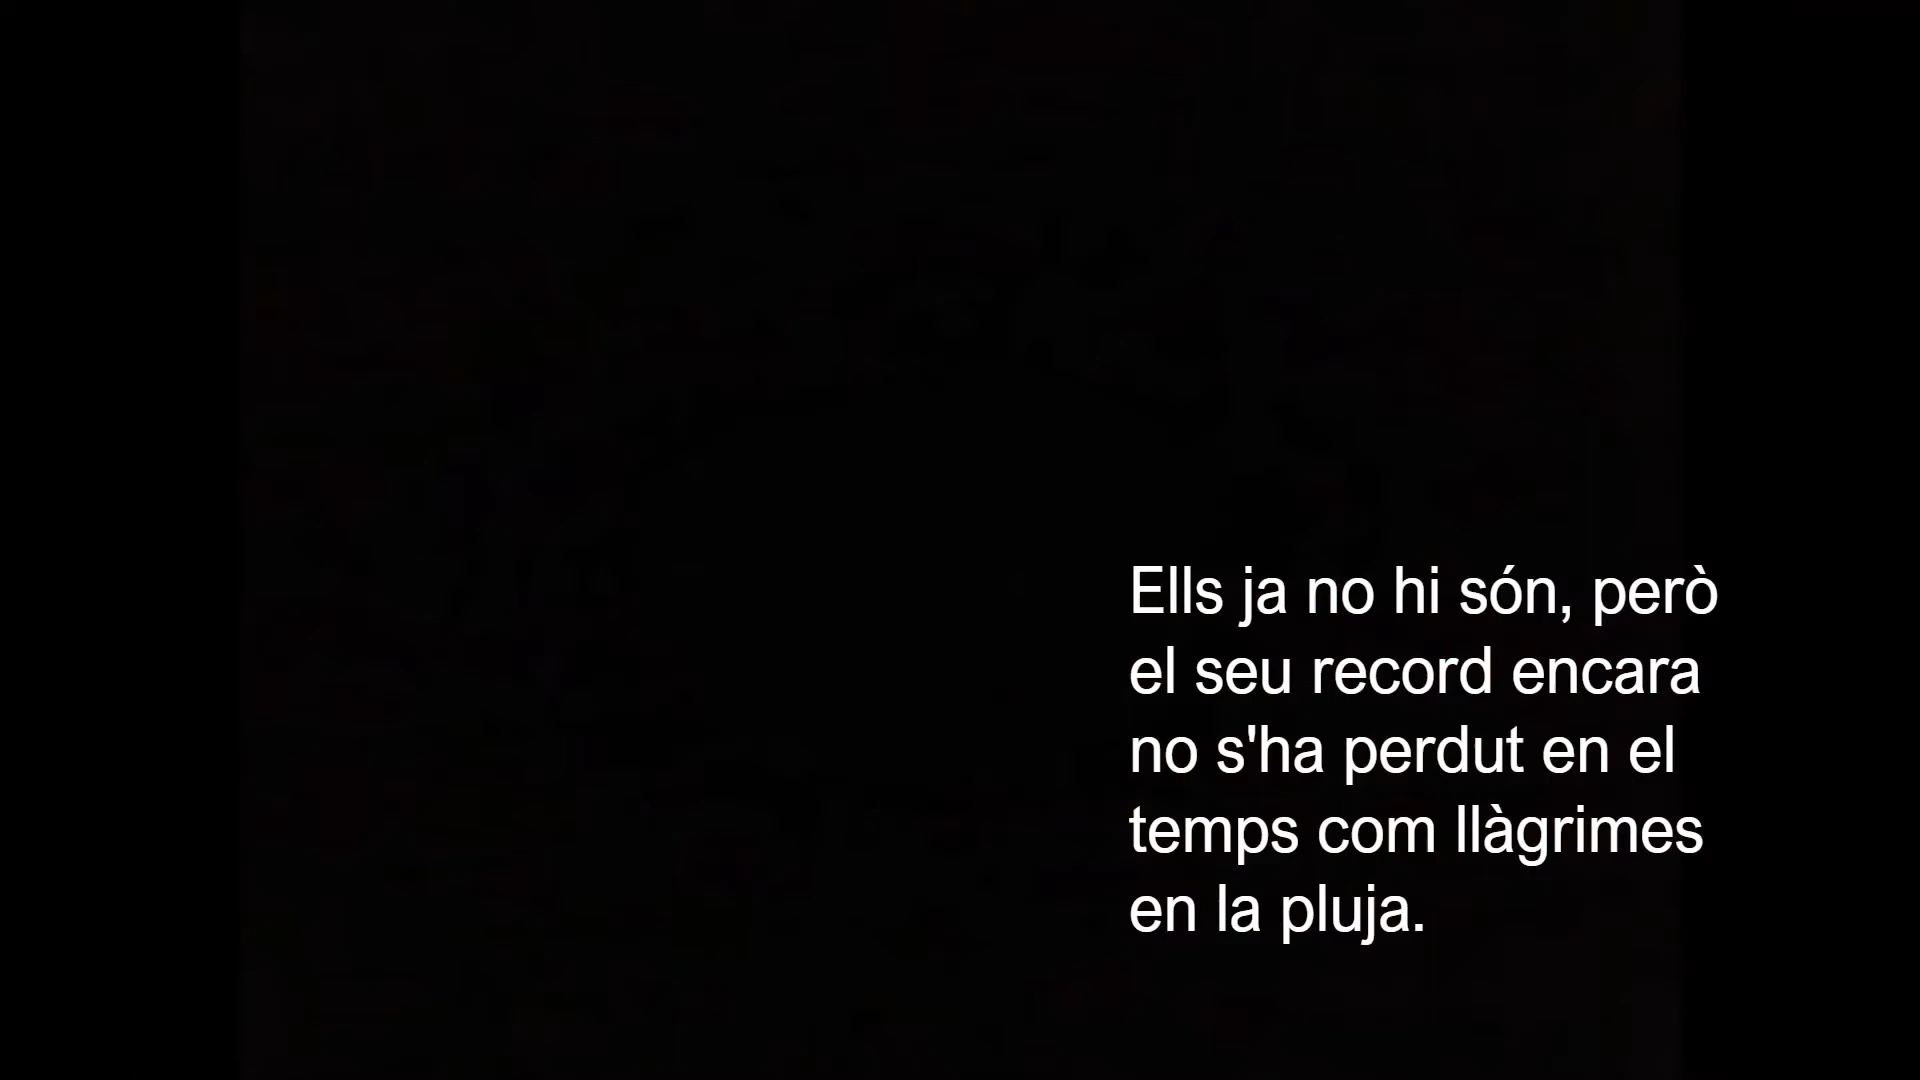 Ells ja no hi són, però
el seu record encara
no s'ha perdut en el
temps com llàgrimes
en la pluja.